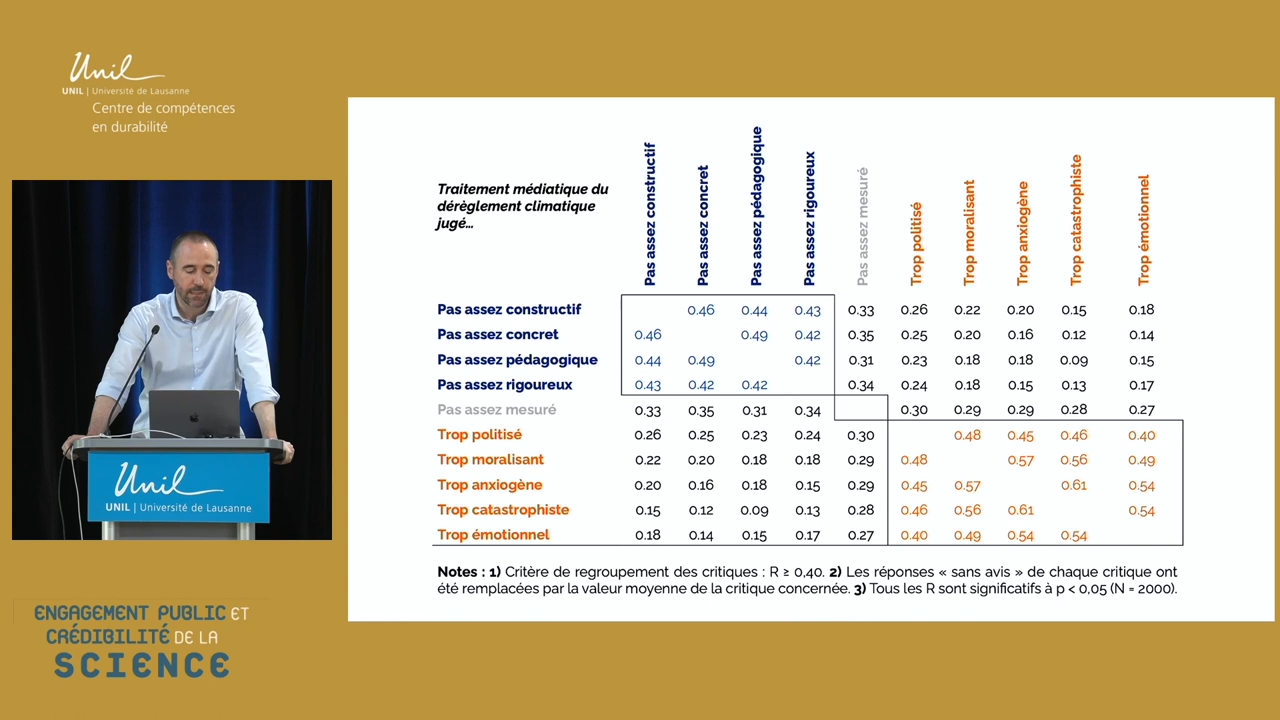 Unil
UNIL | Université de Lausanne
Centre de compétences
en durabilité
Unil
UNIL | Université de Lausanne
ENGAGEMENT PUBLIC ET
CRÉDIBILITÉ DE LA
SCIENCE
Traitement médiatique du
dérèglement climatique
jugé...
Pas assez constructif
Pas assez concret
Pas assez pédagogique
Pas assez rigoureux
Pas assez mesuré
Trop politisé
Trop moralisant
Trop anxiogène
Trop catastrophiste
Trop émotionnel
Pas assez constructif 0.46 0.44 0.43 0.33 0.26 0.22 0.20 0.15 0.18
Pas assez concret 0.46 0.49 0.42 0.35 0.25 0.20 0.16 0.12 0.14
Pas assez pédagogique 0.44 0.49 0.42 0.31 0.23 0.18 0.18 0.09 0.15
Pas assez rigoureux 0.43 0.42 0.42 0.34 0.24 0.18 0.15 0.13 0.17
Pas assez mesuré 0.33 0.35 0.31 0.34 0.30 0.29 0.29 0.28 0.27
Trop politisé 0.26 0.25 0.23 0.24 0.30 0.48 0.45 0.46 0.40
Trop moralisant 0.22 0.20 0.18 0.18 0.29 0.48 0.57 0.56 0.49
Trop anxiogène 0.20 0.16 0.18 0.15 0.29 0.45 0.57 0.61 0.54
Trop catastrophiste 0.15 0.12 0.09 0.13 0.28 0.46 0.56 0.61 0.54
Trop émotionnel 0.18 0.14 0.15 0.17 0.27 0.40 0.49 0.54 0.54
Notes : 1) Critère de regroupement des critiques : R ≥ 0,40. 2) Les réponses « sans avis » de chaque critique ont
été remplacées par la valeur moyenne de la critique concernée. 3) Tous les R sont significatifs à p < 0,05 (N = 2000).